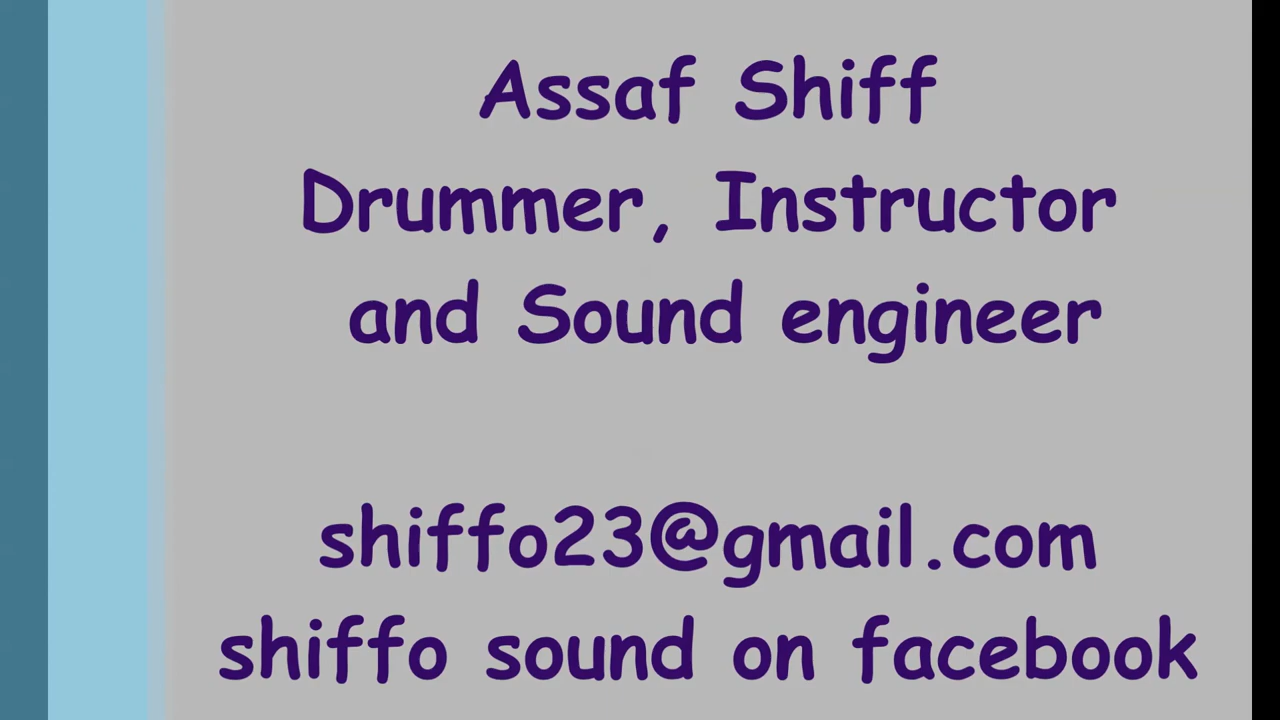 Assaf Shiff
Drummer, Instructor
and Sound engineer
shiffo23@gmail.com
shiffo sound on facebook